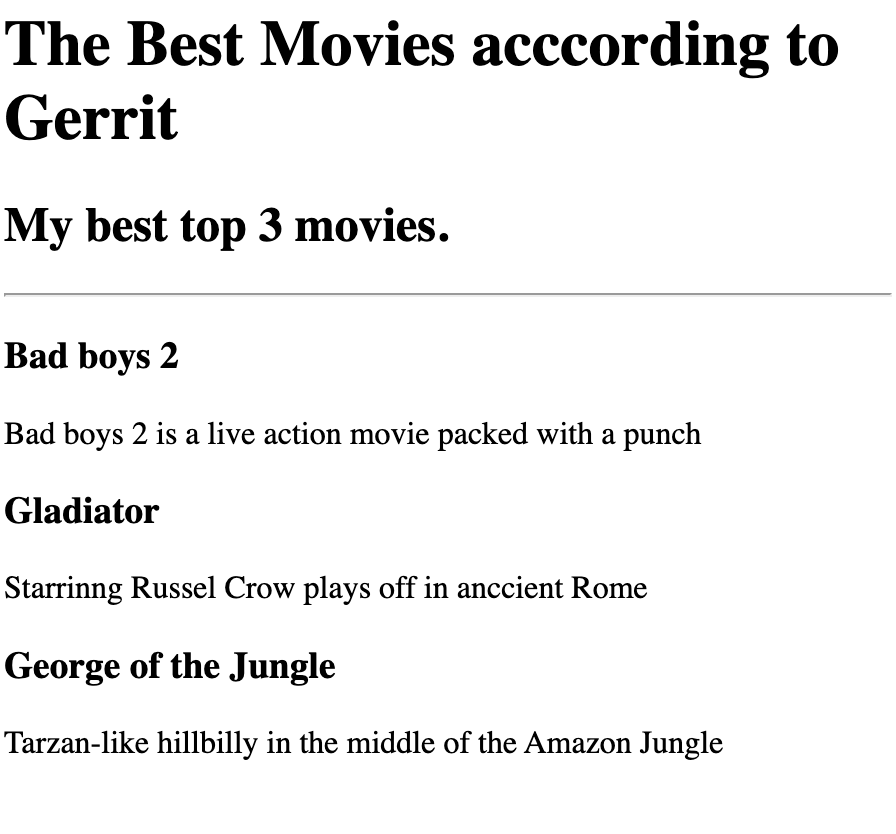 The Best Movies acccording to
Gerrit
My best top 3 movies.
Bad boys 2
Bad boys 2 is a live action movie packed with a punch
Gladiator
Starrinng Russel Crow plays off in anccient Rome
George of the Jungle
Tarzan-like hillbilly in the middle of the Amazon Jungle